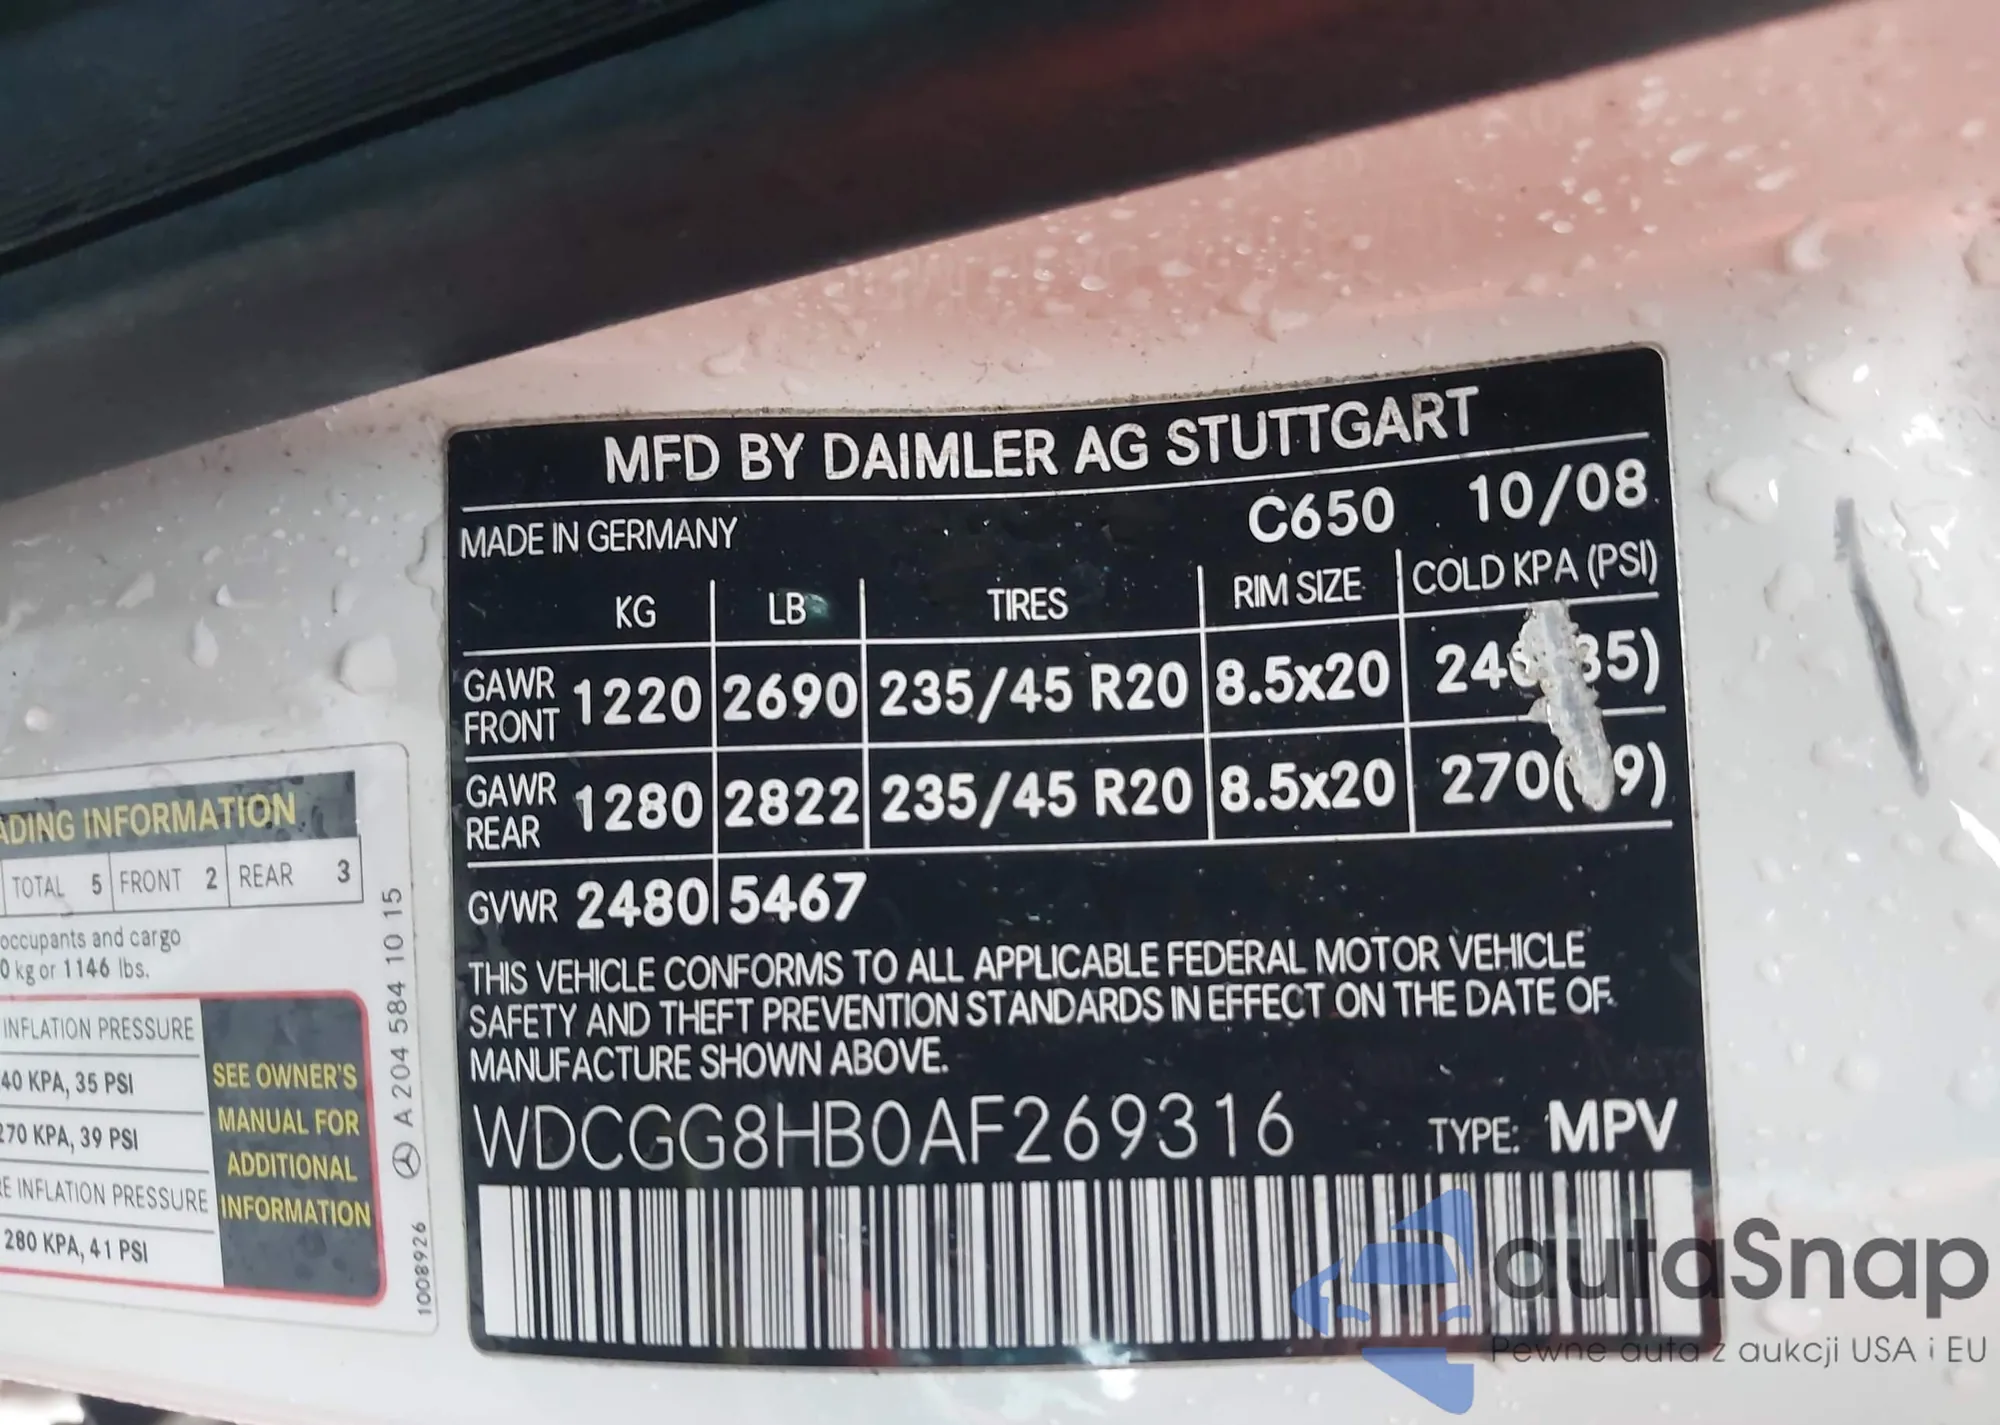 MFD BY DAIMLER AG STUTTGART
MADE IN GERMANY C650 10/08
KG LB TIRES RIM SIZE COLD KPA (PSI)
GAWR FRONT 1220 2690 235/45 R20 8.5x20
GAWR REAR 1280 2822 235/45 R20 8.5x20
GVWR 2480 5467
THIS VEHICLE CONFORMS TO ALL APPLICABLE FEDERAL MOTOR VEHICLE
SAFETY AND THEFT PREVENTION STANDARDS IN EFFECT ON THE DATE OF
MANUFACTURE SHOWN ABOVE.
WDCGG8HB0AF269316 TYPE: MPV
ADING INFORMATION
TOTAL 5 FRONT 2 REAR 3
occupants and cargo
0 kg or 1146 lbs.
INFLATION PRESSURE
40 KPA, 35 PSI
270 KPA, 39 PSI
RE INFLATION PRESSURE
280 KPA, 41 PSI
SEE OWNER'S
MANUAL FOR
ADDITIONAL
INFORMATION
A 204 584 10 15
1008926
autaSnap
Pewne auta z aukcji USA i EU